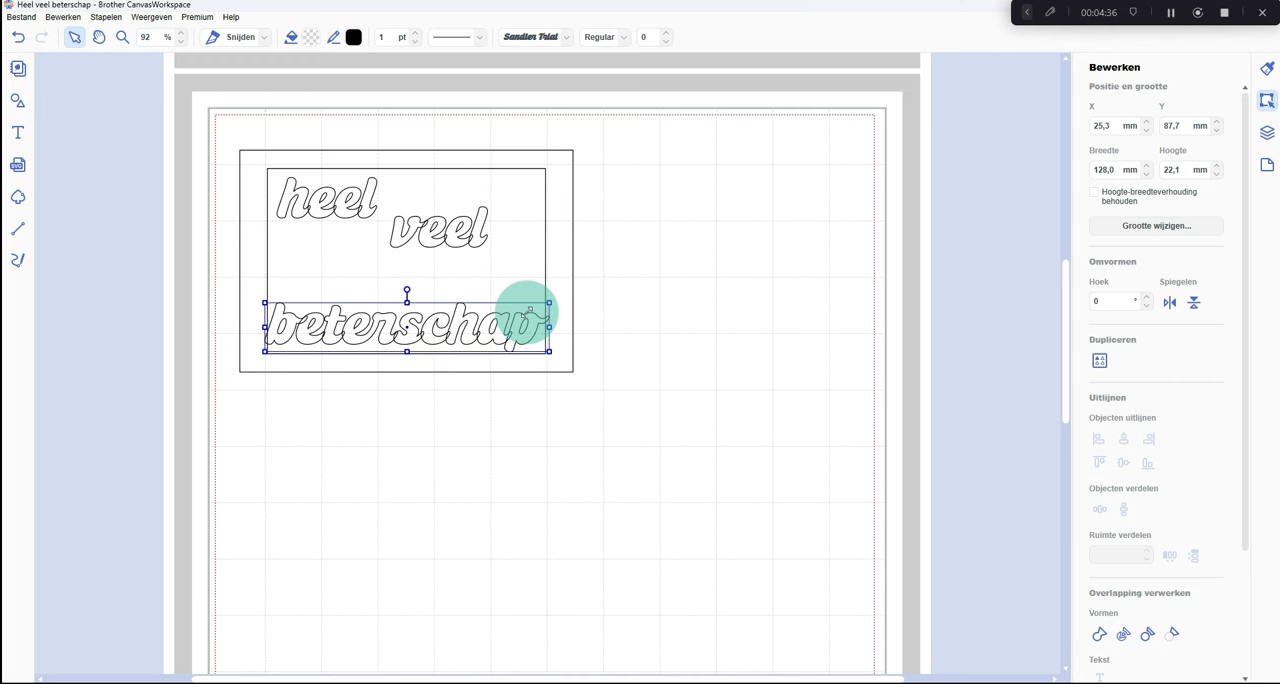 Heel veel beterschap - Brother CanvasWorkspace
Bestand Bewerken Stapelen Weergeven Premium Help
00:04:36
92 % Snijden 1 pt Sandler Trial Regular 0
Bewerken
Positie en grootte
X Y
25,3 mm 87,7 mm
Breedte Hoogte
128,0 mm 22,1 mm
Hoogte-breedteverhouding
behouden
Grootte wijzigen...
Omvormen
Hoek Spiegelen
0 °
Dupliceren
Uitlijnen
Objecten uitlijnen
Objecten verdelen
Ruimte verdelen
Overlapping verwerken
Vormen
Tekst
heel
veel
beterschap